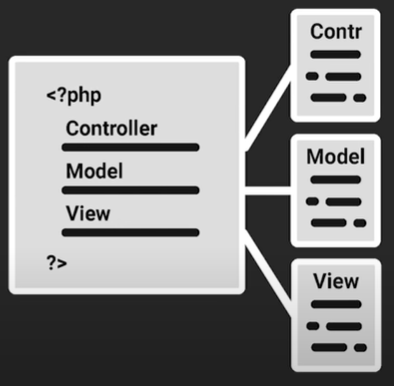 <?php
Controller
Model
View
?>
Contr
Model
View